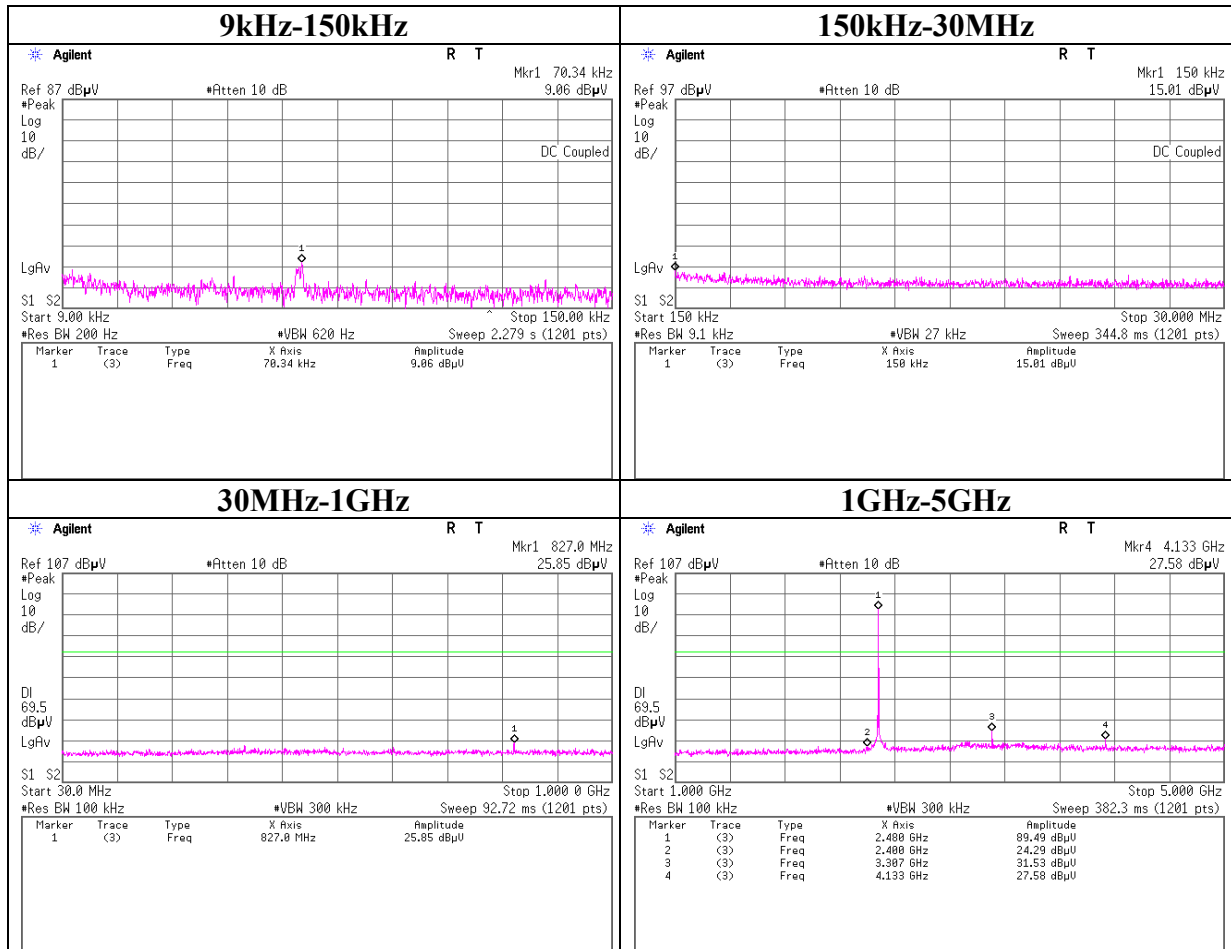 9kHz-150kHz
Agilent R T
Mkr1 70.34 kHz
Ref 87 dBµV #Atten 10 dB 9.06 dBµV
#Peak
Log
10
dB/
DC Coupled
1
LgAv
S1 S2
Start 9.00 kHz Stop 150.00 kHz
#Res BW 200 Hz #VBW 620 Hz Sweep 2.279 s (1201 pts)
Marker Trace Type X Axis Amplitude
1 (3) Freq 70.34 kHz 9.06 dBµV
150kHz-30MHz
Agilent R T
Mkr1 150 kHz
Ref 97 dBµV #Atten 10 dB 15.01 dBµV
#Peak
Log
10
dB/
DC Coupled
1
LgAv
S1 S2
Start 150 kHz Stop 30.000 MHz
#Res BW 9.1 kHz #VBW 27 kHz Sweep 344.8 ms (1201 pts)
Marker Trace Type X Axis Amplitude
1 (3) Freq 150 kHz 15.01 dBµV
30MHz-1GHz
Agilent R T
Mkr1 827.0 MHz
Ref 107 dBµV #Atten 10 dB 25.85 dBµV
#Peak
Log
10
dB/
DI
69.5
dBµV
1
LgAv
S1 S2
Start 30.0 MHz Stop 1.000 0 GHz
#Res BW 100 kHz #VBW 300 kHz Sweep 92.72 ms (1201 pts)
Marker Trace Type X Axis Amplitude
1 (3) Freq 827.0 MHz 25.85 dBµV
1GHz-5GHz
Agilent R T
Mkr4 4.133 GHz
Ref 107 dBµV #Atten 10 dB 27.58 dBµV
#Peak
1
Log
10
dB/
DI
69.5
dBµV
3
4
2
LgAv
S1 S2
Start 1.000 GHz Stop 5.000 GHz
#Res BW 100 kHz #VBW 300 kHz Sweep 382.3 ms (1201 pts)
Marker Trace Type X Axis Amplitude
1 (3) Freq 2.480 GHz 89.49 dBµV
2 (3) Freq 2.400 GHz 24.29 dBµV
3 (3) Freq 3.307 GHz 31.53 dBµV
4 (3) Freq 4.133 GHz 27.58 dBµV